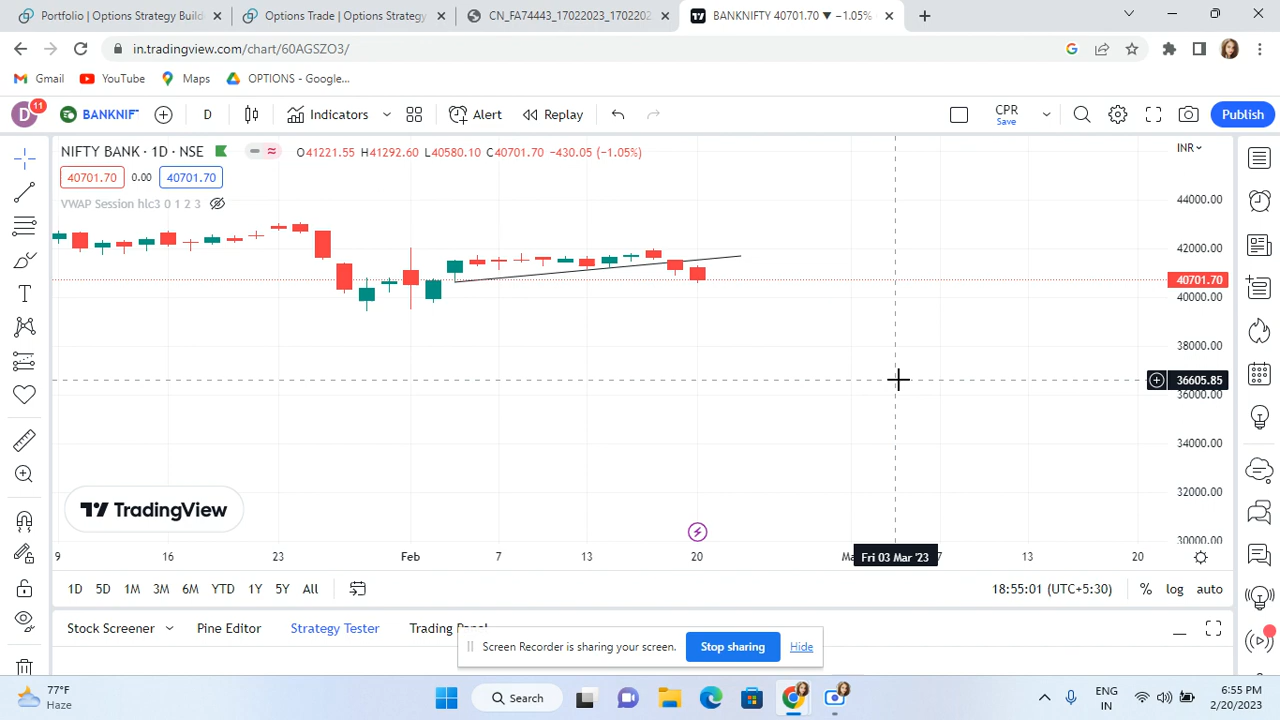 Portfolio | Options Strategy Build
Options Trade | Options Strateg
CN_FA74443_17022023_170220
BANKNIFTY 40701.70 ▼ −1.05%
in.tradingview.com/chart/60AGSZO3/
Gmail
YouTube
Maps
OPTIONS - Google...
D
11
BANKNIF
D
Indicators
Alert
Replay
CPR
Save
Publish
NIFTY BANK · 1D · NSE
O41221.55 H41292.60 L40580.10 C40701.70 −430.05 (−1.05%)
INR
40701.70
0.00
40701.70
VWAP Session hlc3 0 1 2 3
44000.00
42000.00
40701.70
40000.00
38000.00
36605.85
36000.00
34000.00
32000.00
30000.00
TradingView
9
16
23
Feb
7
13
20
Fri 03 Mar '23
7
13
20
1D
5D
1M
3M
6M
YTD
1Y
5Y
All
18:55:01 (UTC+5:30)
%
log
auto
Stock Screener
Pine Editor
Strategy Tester
Trading Panel
Screen Recorder is sharing your screen.
Stop sharing
Hide
77°F
Haze
Search
ENG
IN
6:55 PM
2/20/2023